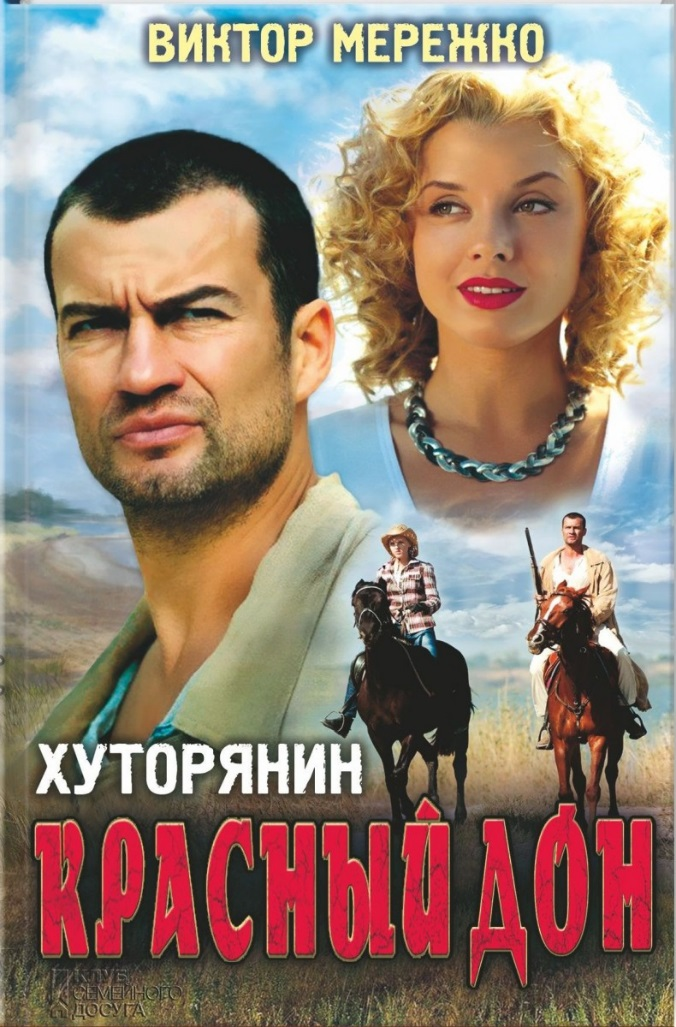 ВИКТОР МЕРЕЖКО
ХУТОРЯНИН
КРАСНЫЙ ДОН
КЛУБ
СЕМЕЙНОГО
ДОСУГА